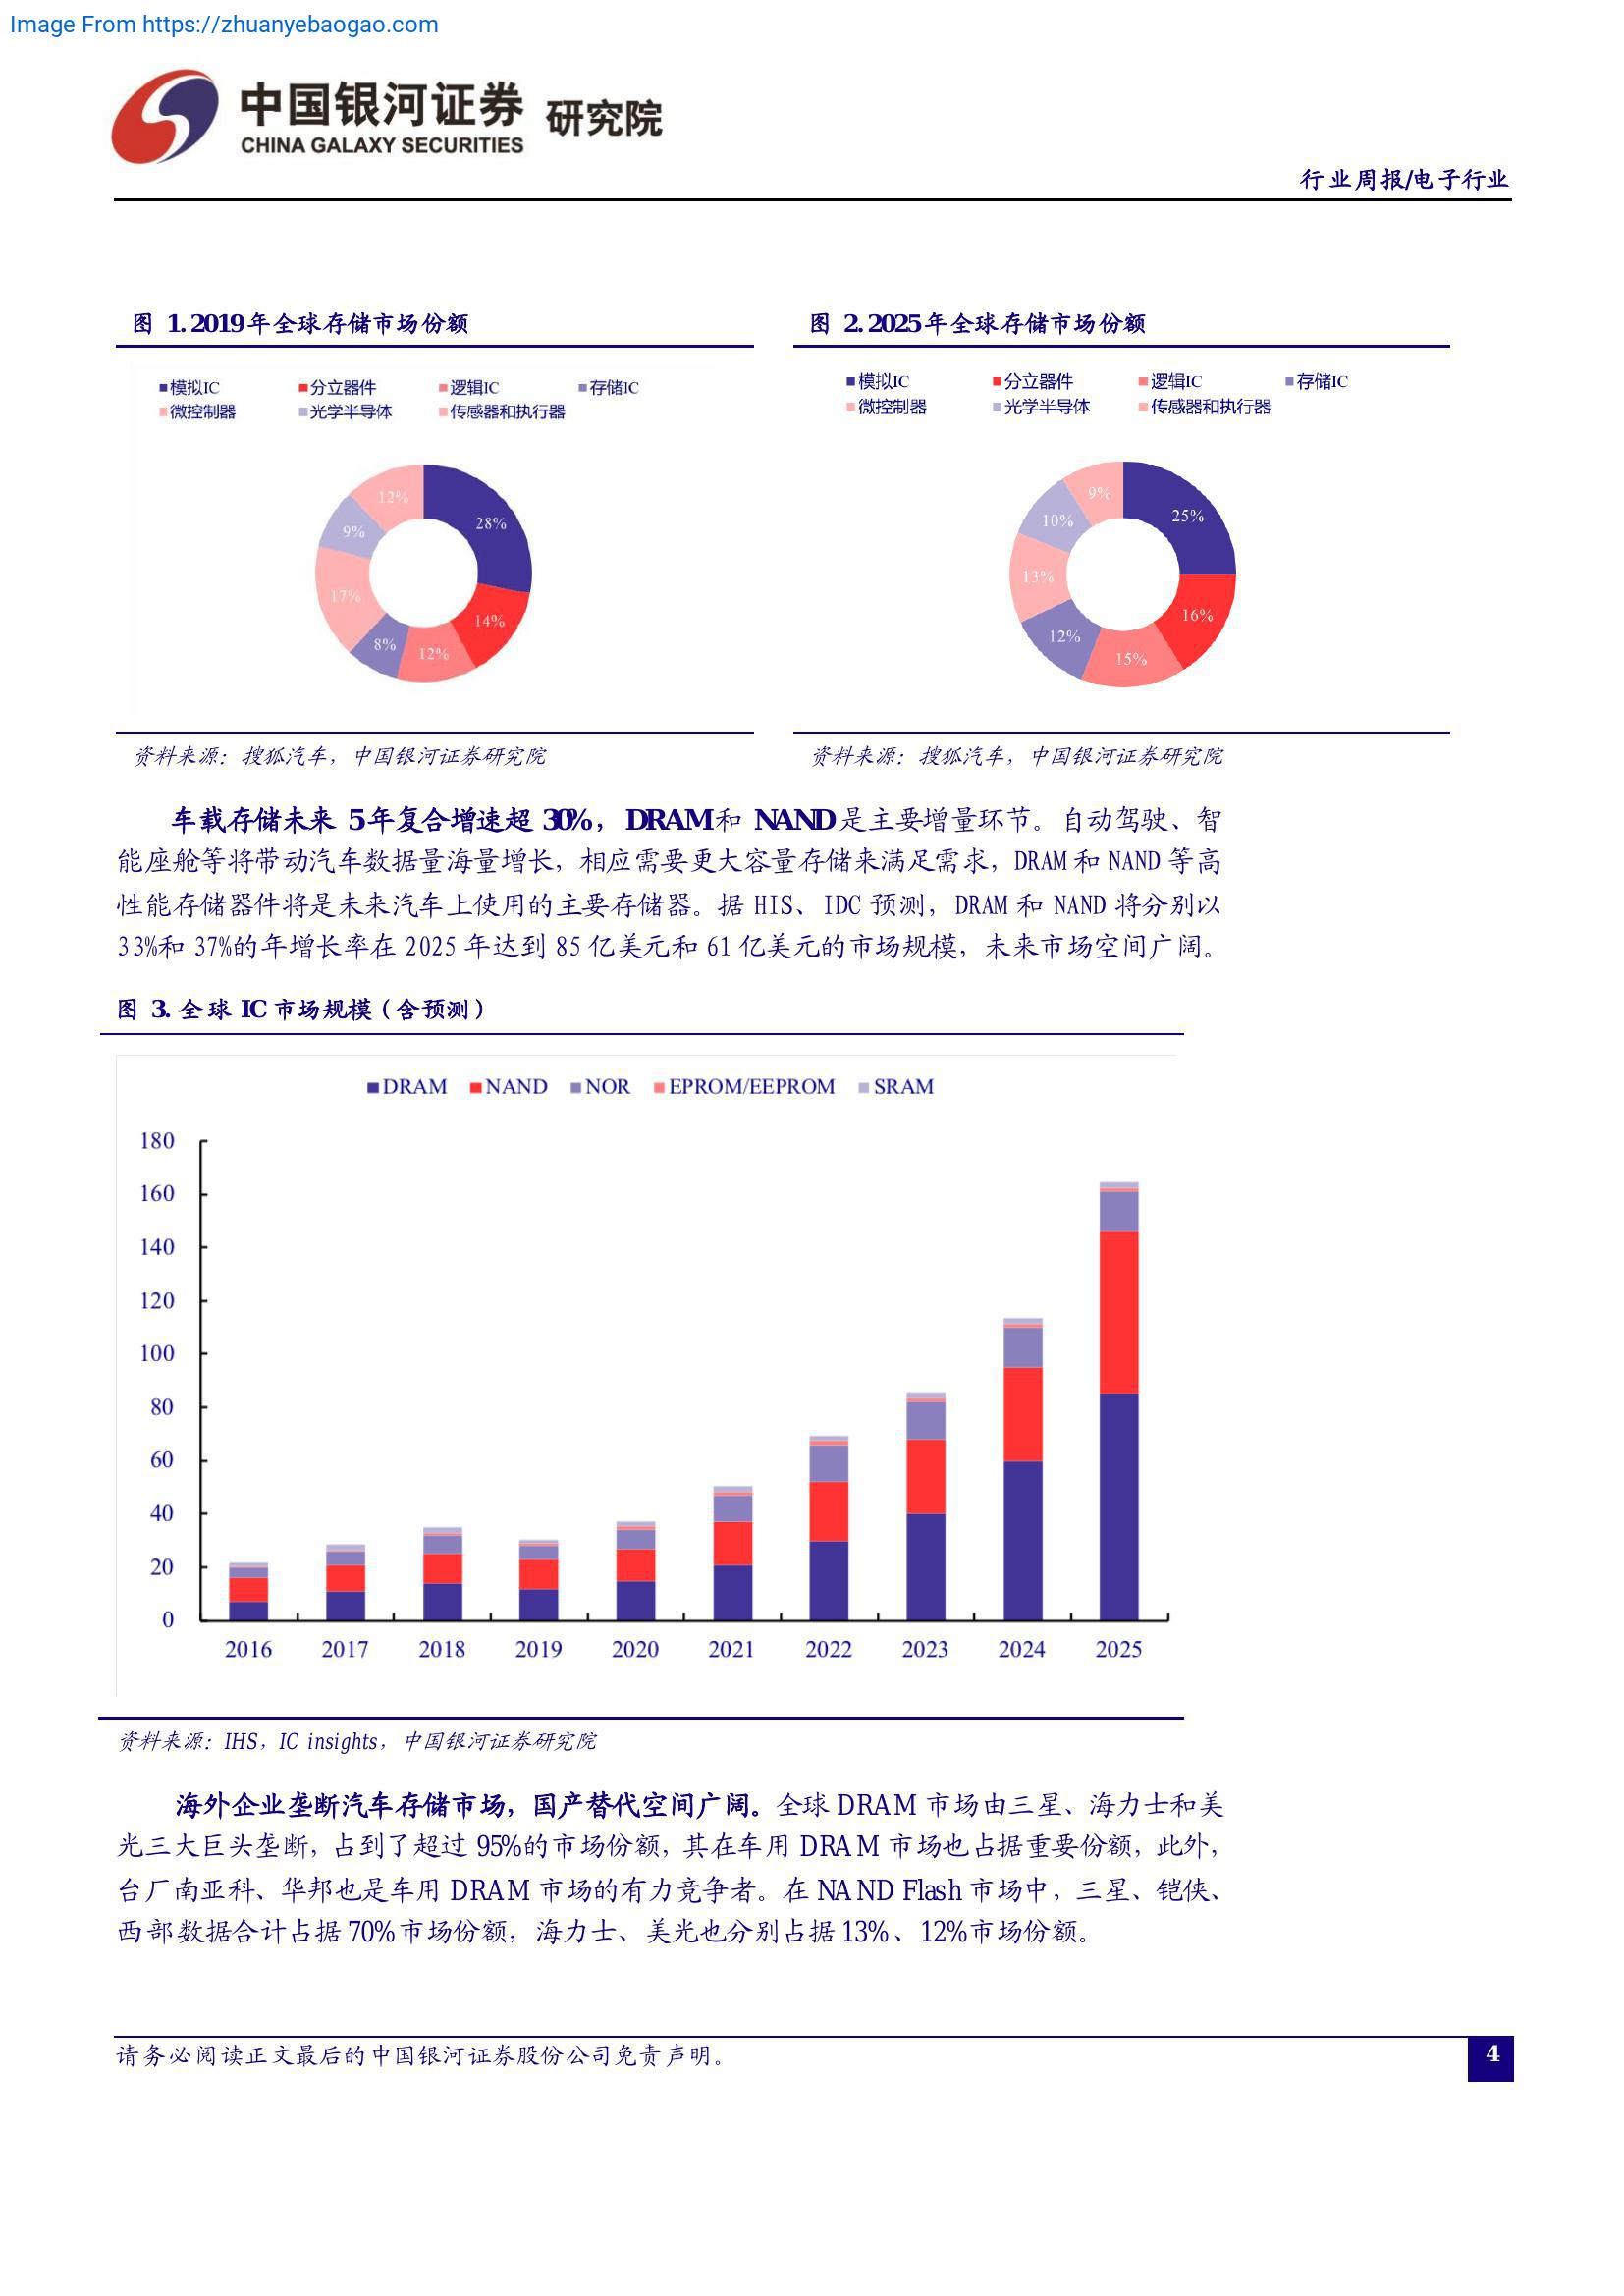 Image From https://zhuanyebaogao.com
中国银河证券 研究院
CHINA GALAXY SECURITIES
行业周报/电子行业
图 1. 2019 年全球存储市场份额
模拟IC 分立器件 逻辑IC 存储IC
微控制器 光学半导体 传感器和执行器
12%
28%
9%
17%
14%
8%
12%
资料来源：搜狐汽车，中国银河证券研究院
图 2. 2025 年全球存储市场份额
模拟IC 分立器件 逻辑IC 存储IC
微控制器 光学半导体 传感器和执行器
9%
25%
10%
13%
16%
12%
15%
资料来源：搜狐汽车，中国银河证券研究院
车载存储未来 5 年复合增速超 30%，DRAM 和 NAND 是主要增量环节。自动驾驶、智
能座舱等将带动汽车数据量海量增长，相应需要更大容量存储来满足需求，DRAM 和 NAND 等高
性能存储器件将是未来汽车上使用的主要存储器。据 HIS、IDC 预测，DRAM 和 NAND 将分别以
33%和 37%的年增长率在 2025 年达到 85 亿美元和 61 亿美元的市场规模，未来市场空间广阔。
图 3. 全球 IC 市场规模（含预测）
DRAM NAND NOR EPROM/EEPROM SRAM
180
160
140
120
100
80
60
40
20
0
2016 2017 2018 2019 2020 2021 2022 2023 2024 2025
资料来源：IHS，IC insights，中国银河证券研究院
海外企业垄断汽车存储市场，国产替代空间广阔。全球 DRAM 市场由三星、海力士和美
光三大巨头垄断，占到了超过 95%的市场份额，其在车用 DRAM 市场也占据重要份额，此外，
台厂南亚科、华邦也是车用 DRAM 市场的有力竞争者。在 NAND Flash 市场中，三星、铠侠、
西部数据合计占据 70%市场份额，海力士、美光也分别占据 13%、12%市场份额。
请务必阅读正文最后的中国银河证券股份公司免责声明。
4